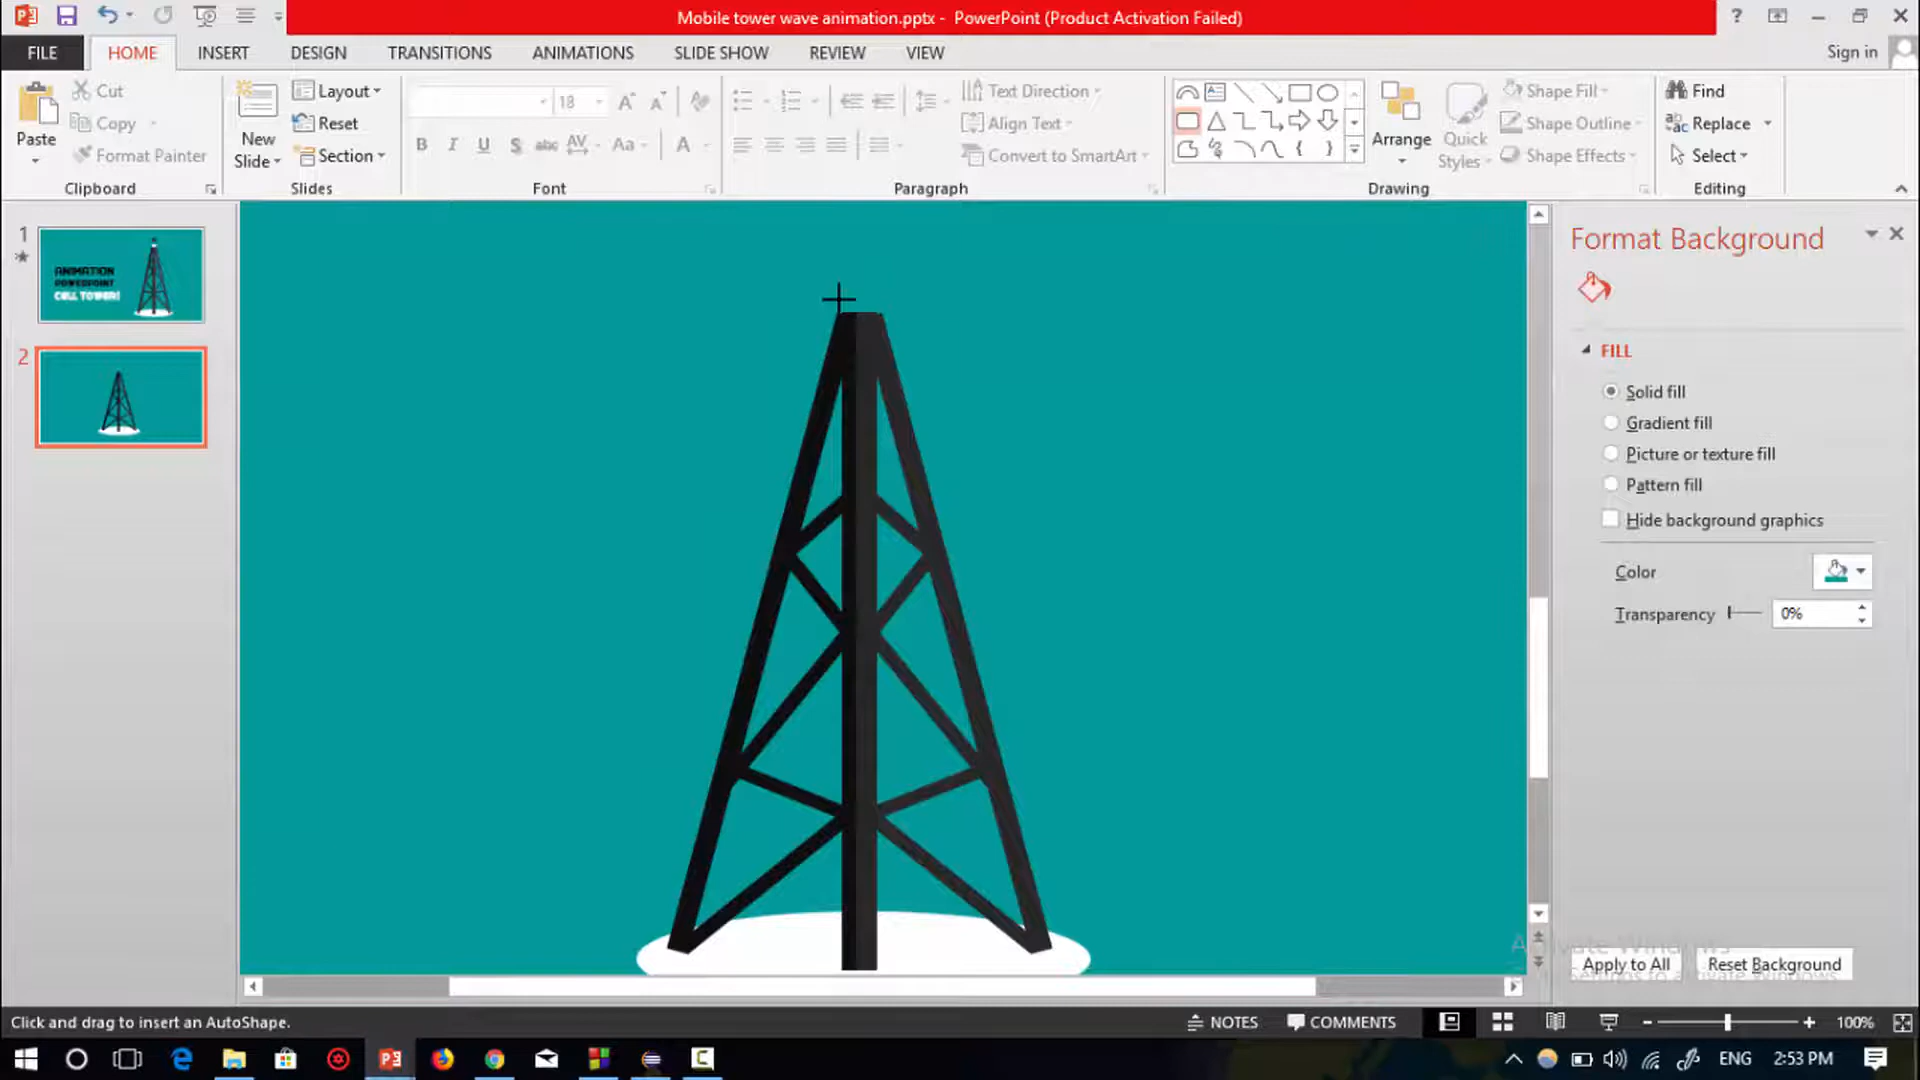 Mobile tower wave animation.pptx - PowerPoint (Product Activation Failed)
FILE HOME INSERT DESIGN TRANSITIONS ANIMATIONS SLIDE SHOW REVIEW VIEW Sign in
Paste
Cut
Copy
Format Painter
Clipboard
New
Slide
Layout
Reset
Section
Slides
18
B I U S abc AV Aa A
Font
Text Direction
Align Text
Convert to SmartArt
Paragraph
Arrange
Quick
Styles
Shape Fill
Shape Outline
Shape Effects
Drawing
Find
Replace
Select
Editing
1
ANIMATION
POWERPOINT
CELL TOWER!
2
Format Background
FILL
Solid fill
Gradient fill
Picture or texture fill
Pattern fill
Hide background graphics
Color
Transparency 0%
Activate Windows
Apply to All Reset Background
Click and drag to insert an AutoShape.
NOTES COMMENTS 100%
ENG 2:53 PM